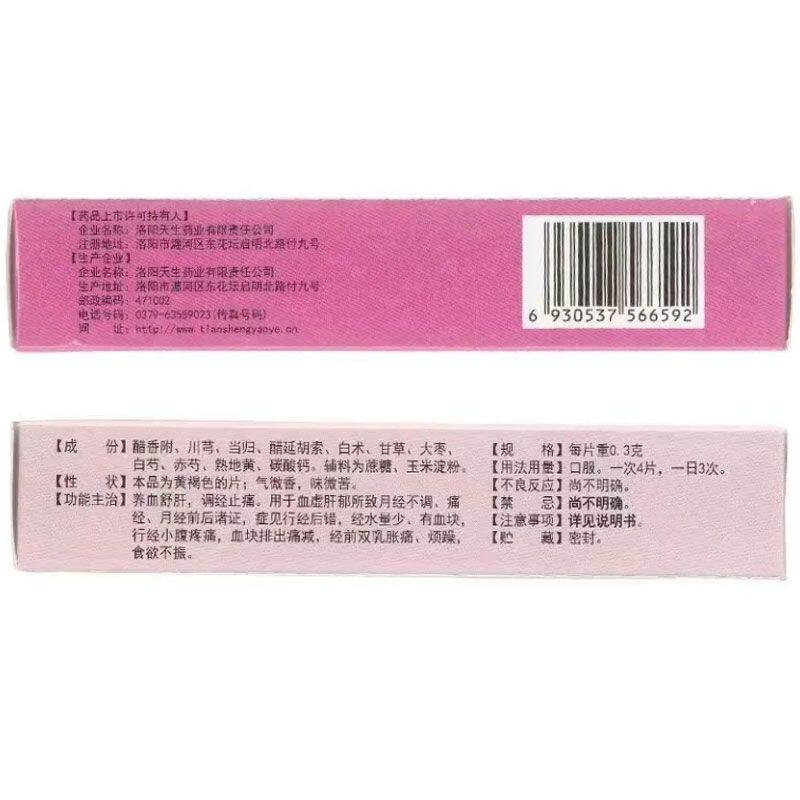 【药品上市许可持有人】
企业名称：洛阳天生药业有限责任公司
注册地址：洛阳市瀍河区东花坛启明北路付九号
【生产企业】
企业名称：洛阳天生药业有限责任公司
生产地址：洛阳市瀍河区东花坛启明北路付九号
邮政编码：471002
电话号码：0379-63559023(传真号码)
网 址：http://www.tianshengyaoye.cn
6 930537 566592
【成 份】醋香附、川芎、当归、醋延胡索、白术、甘草、大枣、
白芍、赤芍、熟地黄、碳酸钙。辅料为蔗糖、玉米淀粉。
【性 状】本品为黄褐色的片；气微香，味微苦。
【功能主治】养血舒肝，调经止痛。用于血虚肝郁所致月经不调、痛
经、月经前后诸证，症见行经后错，经水量少、有血块，
行经小腹疼痛，血块排出痛减，经前双乳胀痛、烦躁，
食欲不振。
【规 格】每片重0.3克
【用法用量】口服。一次4片，一日3次。
【不良反应】尚不明确。
【禁 忌】尚不明确。
【注意事项】详见说明书。
【贮 藏】密封。